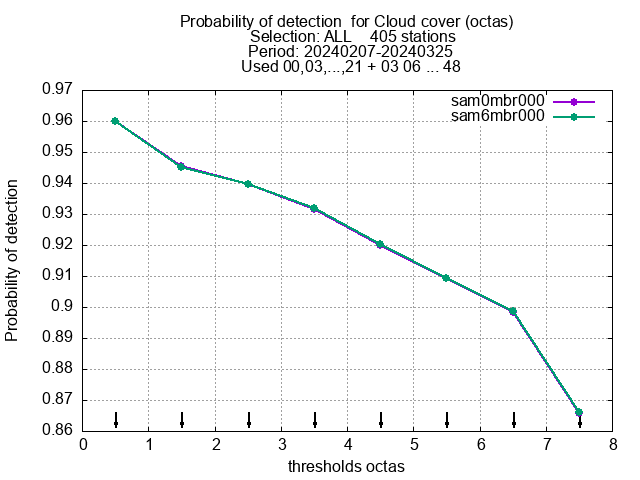 Probability of detection  for Cloud cover (octas)
Selection: ALL    405 stations
Period: 20240207-20240325
Used 00,03,...,21 + 03 06 ... 48
sam0mbr000
sam6mbr000
0.97
0.96
0.95
0.94
0.93
0.92
0.91
0.9
0.89
0.88
0.87
0.86
Probability of detection
0 1 2 3 4 5 6 7 8
thresholds octas